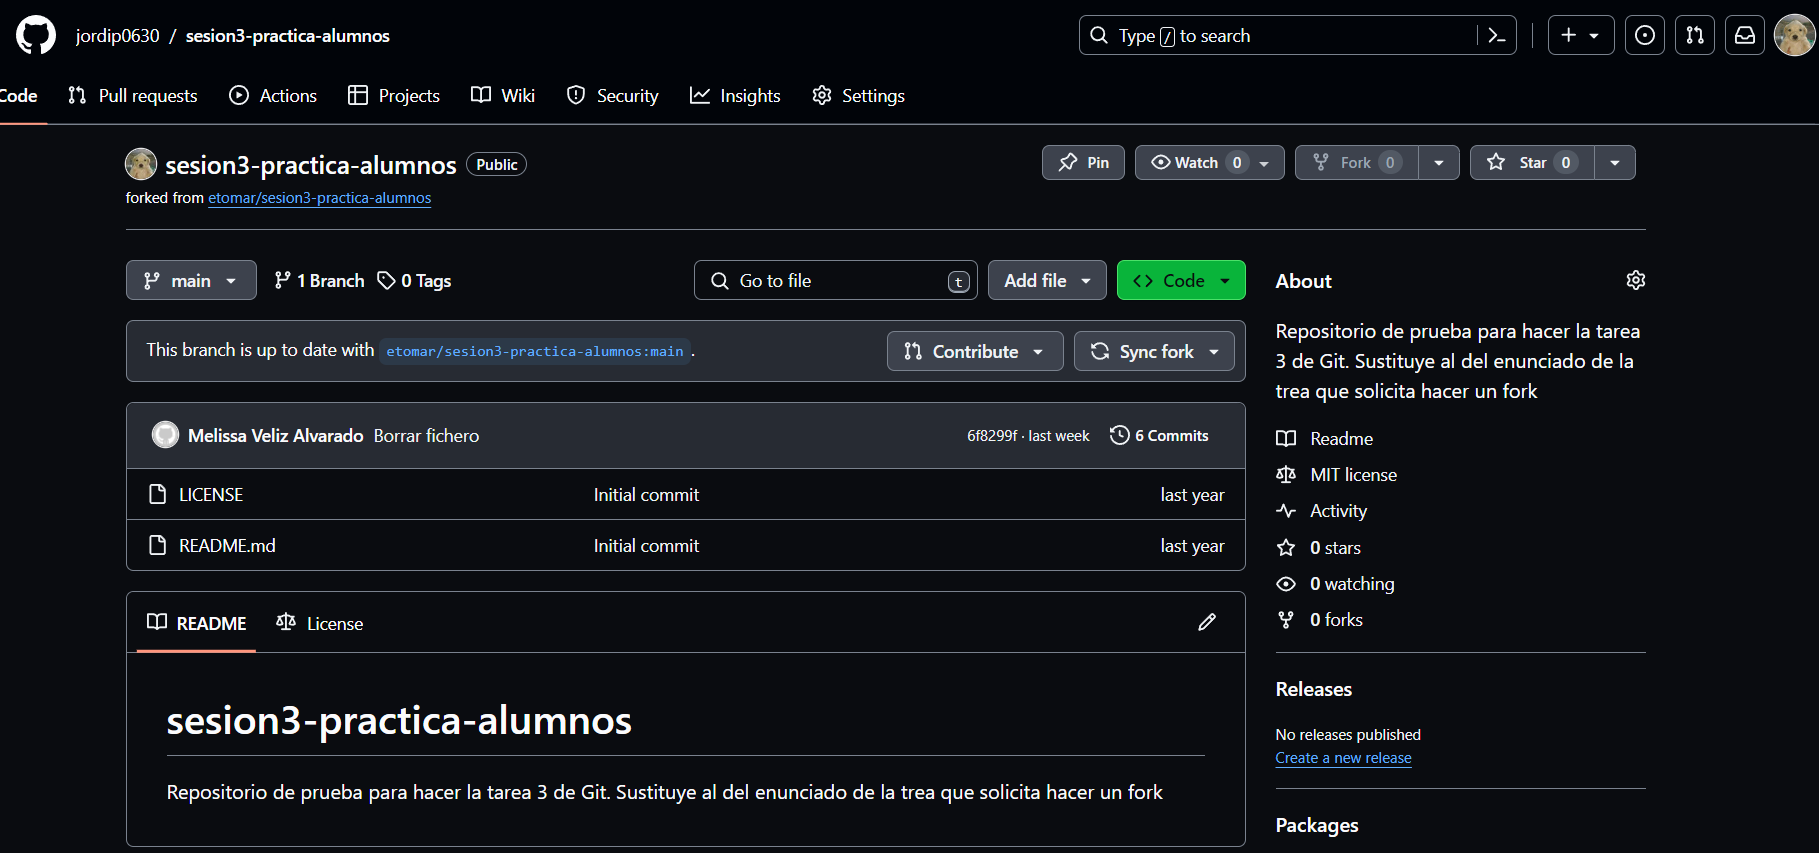 jordip0630 / sesion3-practica-alumnos
Type / to search
Code Pull requests Actions Projects Wiki Security Insights Settings
sesion3-practica-alumnos Public
forked from etomar/sesion3-practica-alumnos
Pin Watch 0 Fork 0 Star 0
main 1 Branch 0 Tags Go to file t Add file Code
This branch is up to date with etomar/sesion3-practica-alumnos:main . Contribute Sync fork
Melissa Veliz Alvarado Borrar fichero 6f8299f · last week 6 Commits
LICENSE Initial commit last year
README.md Initial commit last year
README License
sesion3-practica-alumnos
Repositorio de prueba para hacer la tarea 3 de Git. Sustituye al del enunciado de la trea que solicita hacer un fork
About
Repositorio de prueba para hacer la tarea
3 de Git. Sustituye al del enunciado de la
trea que solicita hacer un fork
Readme
MIT license
Activity
0 stars
0 watching
0 forks
Releases
No releases published
Create a new release
Packages